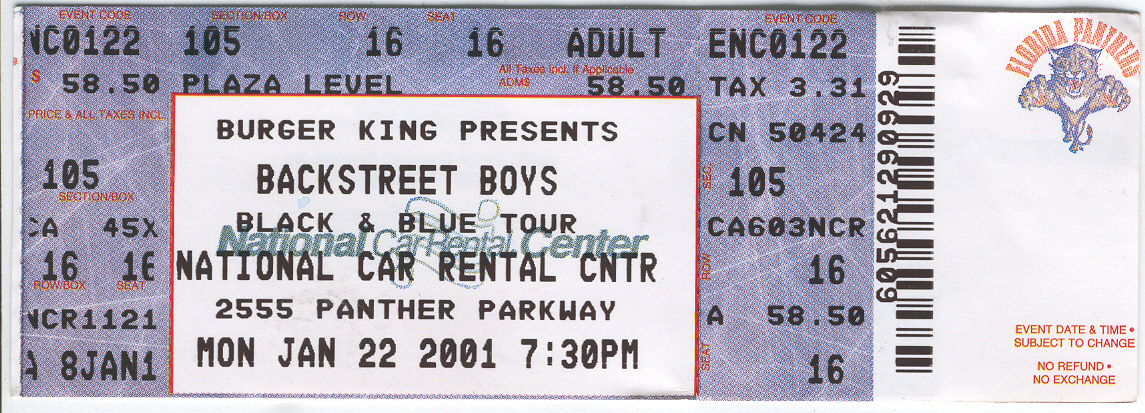 EVENT CODE SECTION/BOX ROW SEAT EVENT CODE
NC0122 105 16 16 ADULT ENC0122
$ 58.50 PLAZA LEVEL All Taxes Incl. If Applicable 58.50 TAX 3.31
ADMS
PRICE & ALL TAXES INCL
BURGER KING PRESENTS
CN 50424
105
SECTION/BOX
BACKSTREET BOYS
SEC. 105
BLACK & BLUE TOUR
CA 45X
CA603NCR
National Car Rental Center
16 16
ROW/BOX SEAT
NATIONAL CAR RENTAL CNTR
ROW 16
NCR1121
2555 PANTHER PARKWAY
A 58.50
A 8JAN1
MON JAN 22 2001 7:30PM
SEAT 16
605621290929
FLORIDA PANTHERS
EVENT DATE & TIME •
SUBJECT TO CHANGE
NO REFUND •
NO EXCHANGE